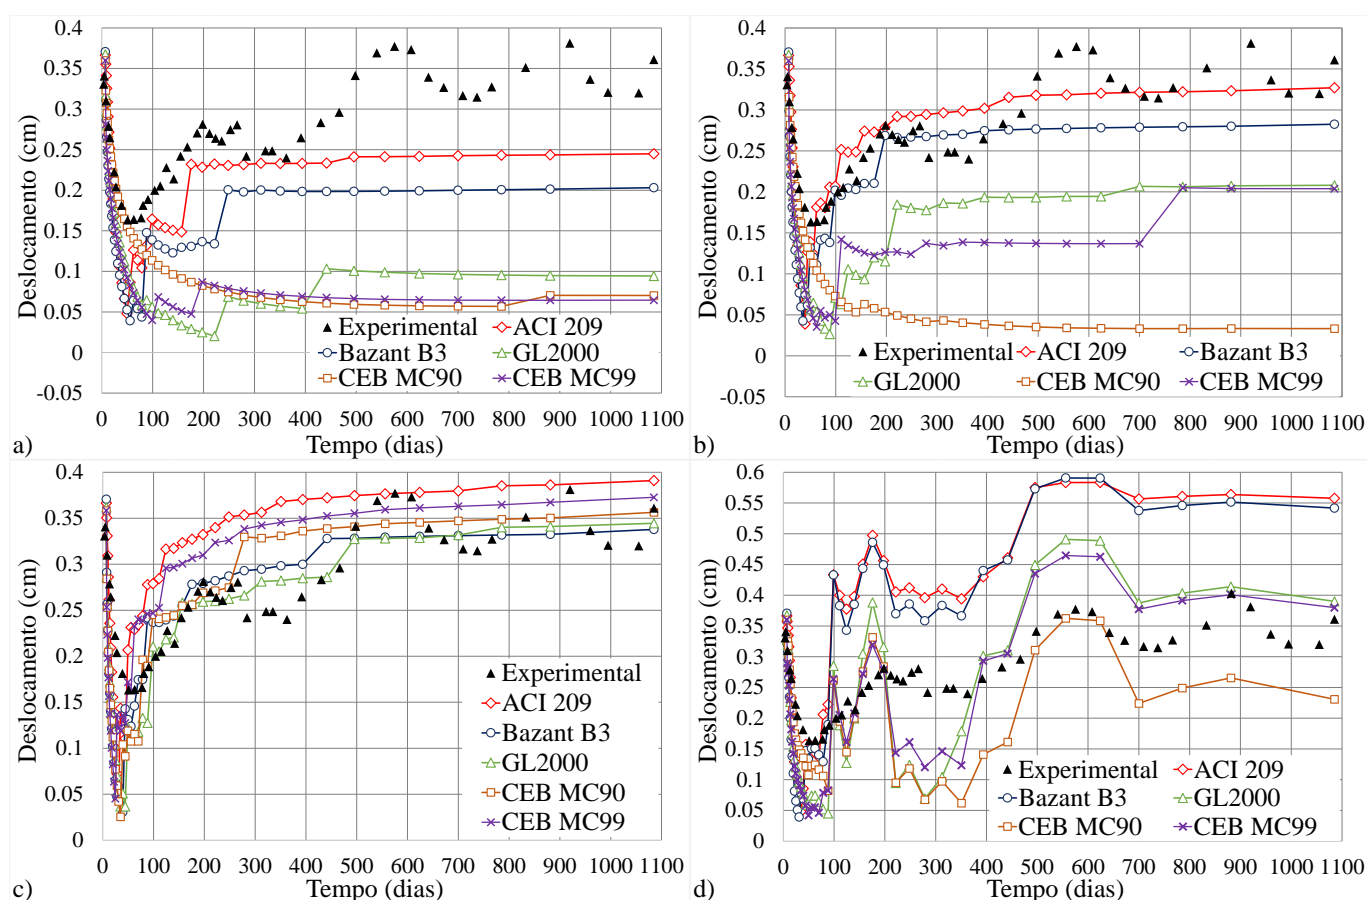 0.4
0.35
0.3
0.25
0.2
0.15
0.1
0.05
0
-0.05
Deslocamento (cm)
Experimental
ACI 209
Bazant B3
GL2000
CEB MC90
CEB MC99
0 100 200 300 400 500 600 700 800 900 1000 1100
Tempo (dias)
a)
0.4
0.35
0.3
0.25
0.2
0.15
0.1
0.05
0
-0.05
Deslocamento (cm)
Experimental
ACI 209
Bazant B3
GL2000
CEB MC90
CEB MC99
0 100 200 300 400 500 600 700 800 900 1000 1100
Tempo (dias)
b)
0.4
0.35
0.3
0.25
0.2
0.15
0.1
0.05
0
Deslocamento (cm)
Experimental
ACI 209
Bazant B3
GL2000
CEB MC90
CEB MC99
0 100 200 300 400 500 600 700 800 900 1000 1100
Tempo (dias)
c)
0.6
0.55
0.5
0.45
0.4
0.35
0.3
0.25
0.2
0.15
0.1
0.05
0
Deslocamento (cm)
Experimental
ACI 209
Bazant B3
GL2000
CEB MC90
CEB MC99
0 100 200 300 400 500 600 700 800 900 1000 1100
Tempo (dias)
d)